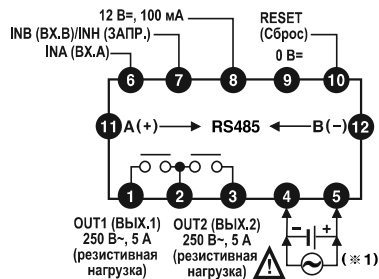 12 В=, 100 мА
RESET
(Сброс)
INB (ВХ.В)/INH (ЗАПР.)
INA (ВХ.А)
0 В=
6 7 8 9 10
11 A(+) RS485 B(−) 12
1 2 3 4 5
− +
(※1)
OUT1 (ВЫХ.1) OUT2 (ВЫХ.2)
250 В~, 5 А 250 В~, 5 А
(резистивная (резистивная
нагрузка) нагрузка)